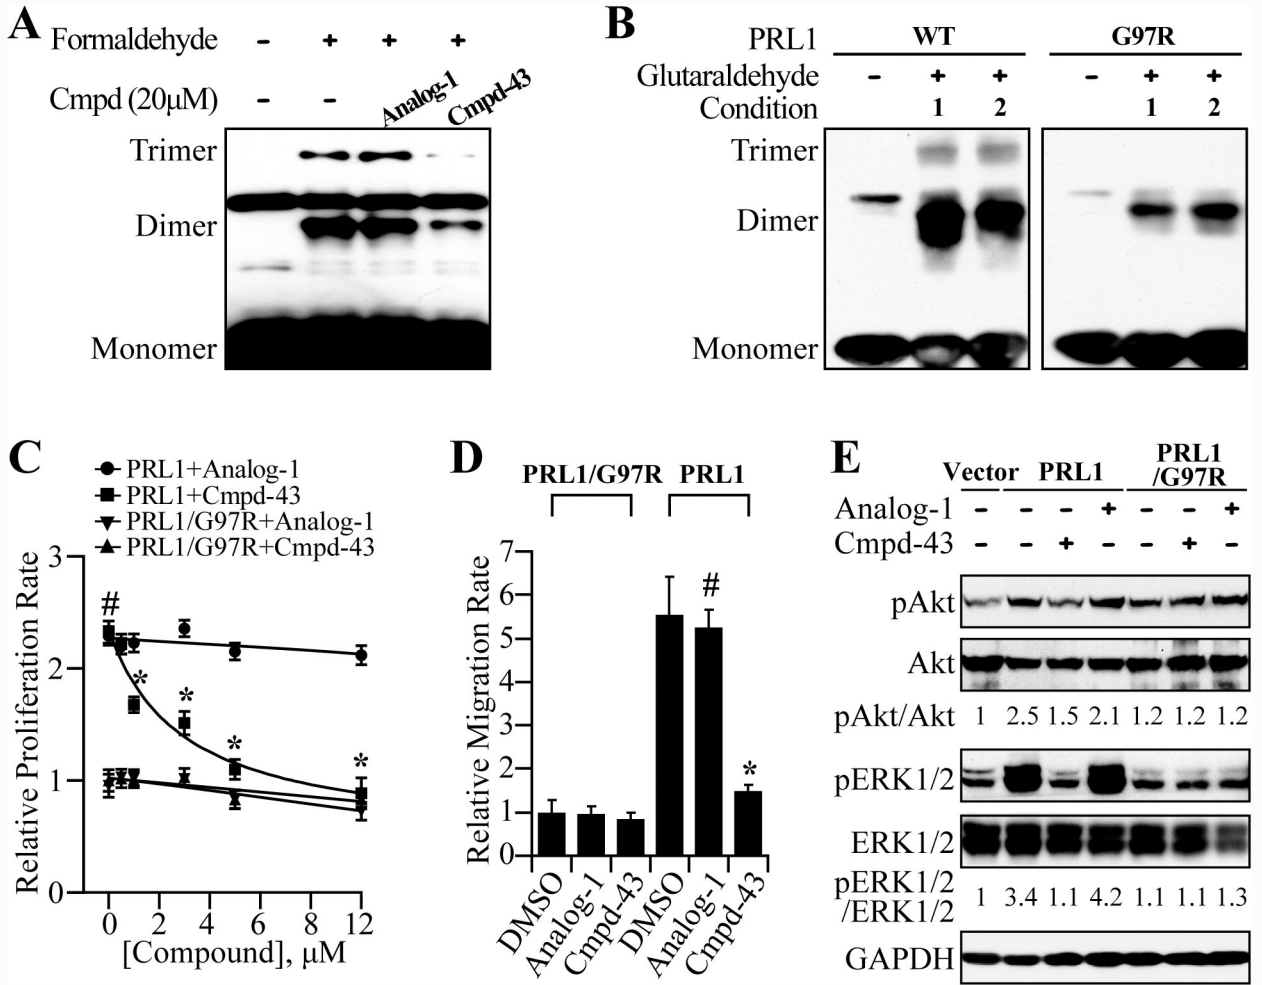 A
Formaldehyde - + + +
Cmpd (20μM) - - Analog-1 Cmpd-43
Trimer
Dimer
Monomer
B
PRL1 WT G97R
Glutaraldehyde - + + - + +
Condition 1 2 1 2
Trimer
Dimer
Monomer
C
PRL1+Analog-1
PRL1+Cmpd-43
PRL1/G97R+Analog-1
PRL1/G97R+Cmpd-43
Relative Proliferation Rate
3
2
1
0
#
*
*
*
*
0 2 4 6 8 12
[Compound], μM
D
PRL1/G97R PRL1
Relative Migration Rate
7
6
5
4
3
2
1
0
#
*
DMSO
Analog-1
Cmpd-43
DMSO
Analog-1
Cmpd-43
E
Vector PRL1 PRL1
/G97R
Analog-1 - - - + - - +
Cmpd-43 - - + - - + -
pAkt
Akt
pAkt/Akt 1 2.5 1.5 2.1 1.2 1.2 1.2
pERK1/2
ERK1/2
pERK1/2
/ERK1/2 1 3.4 1.1 4.2 1.1 1.1 1.3
GAPDH